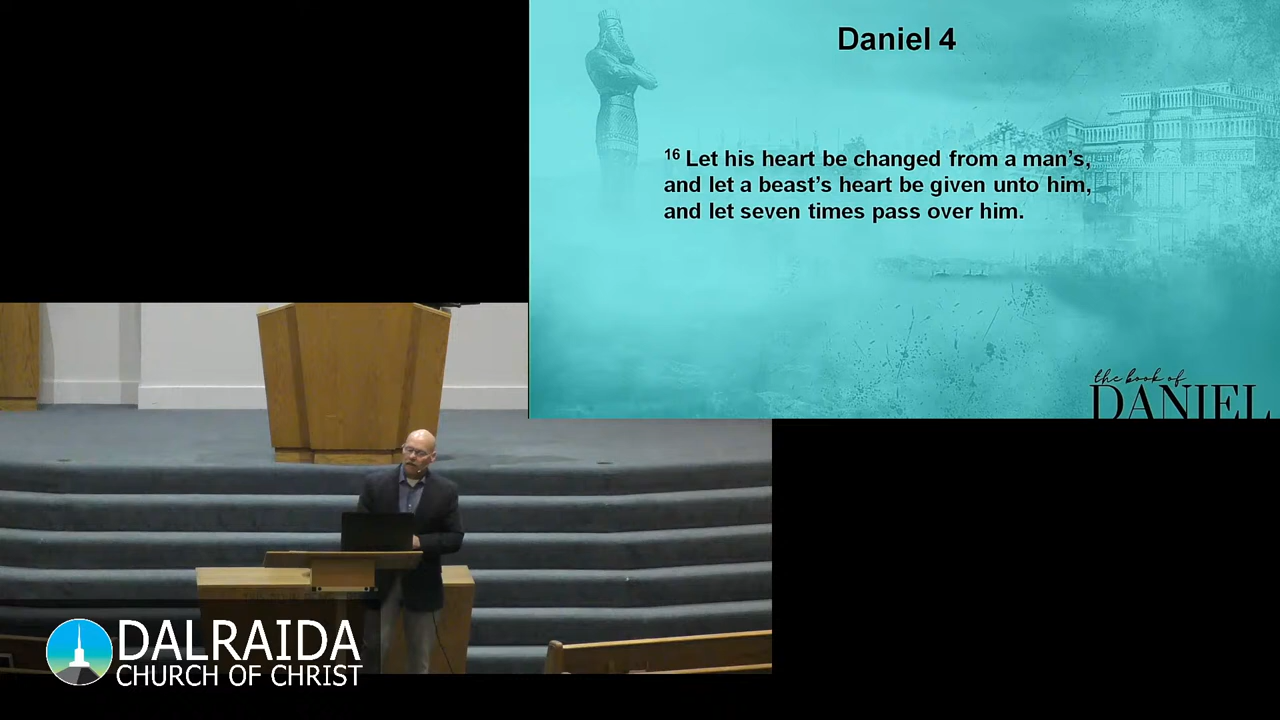 Daniel 4
16 Let his heart be changed from a man’s,
and let a beast’s heart be given unto him,
and let seven times pass over him.
the book of
DANIEL
DALRAIDA
CHURCH OF CHRIST